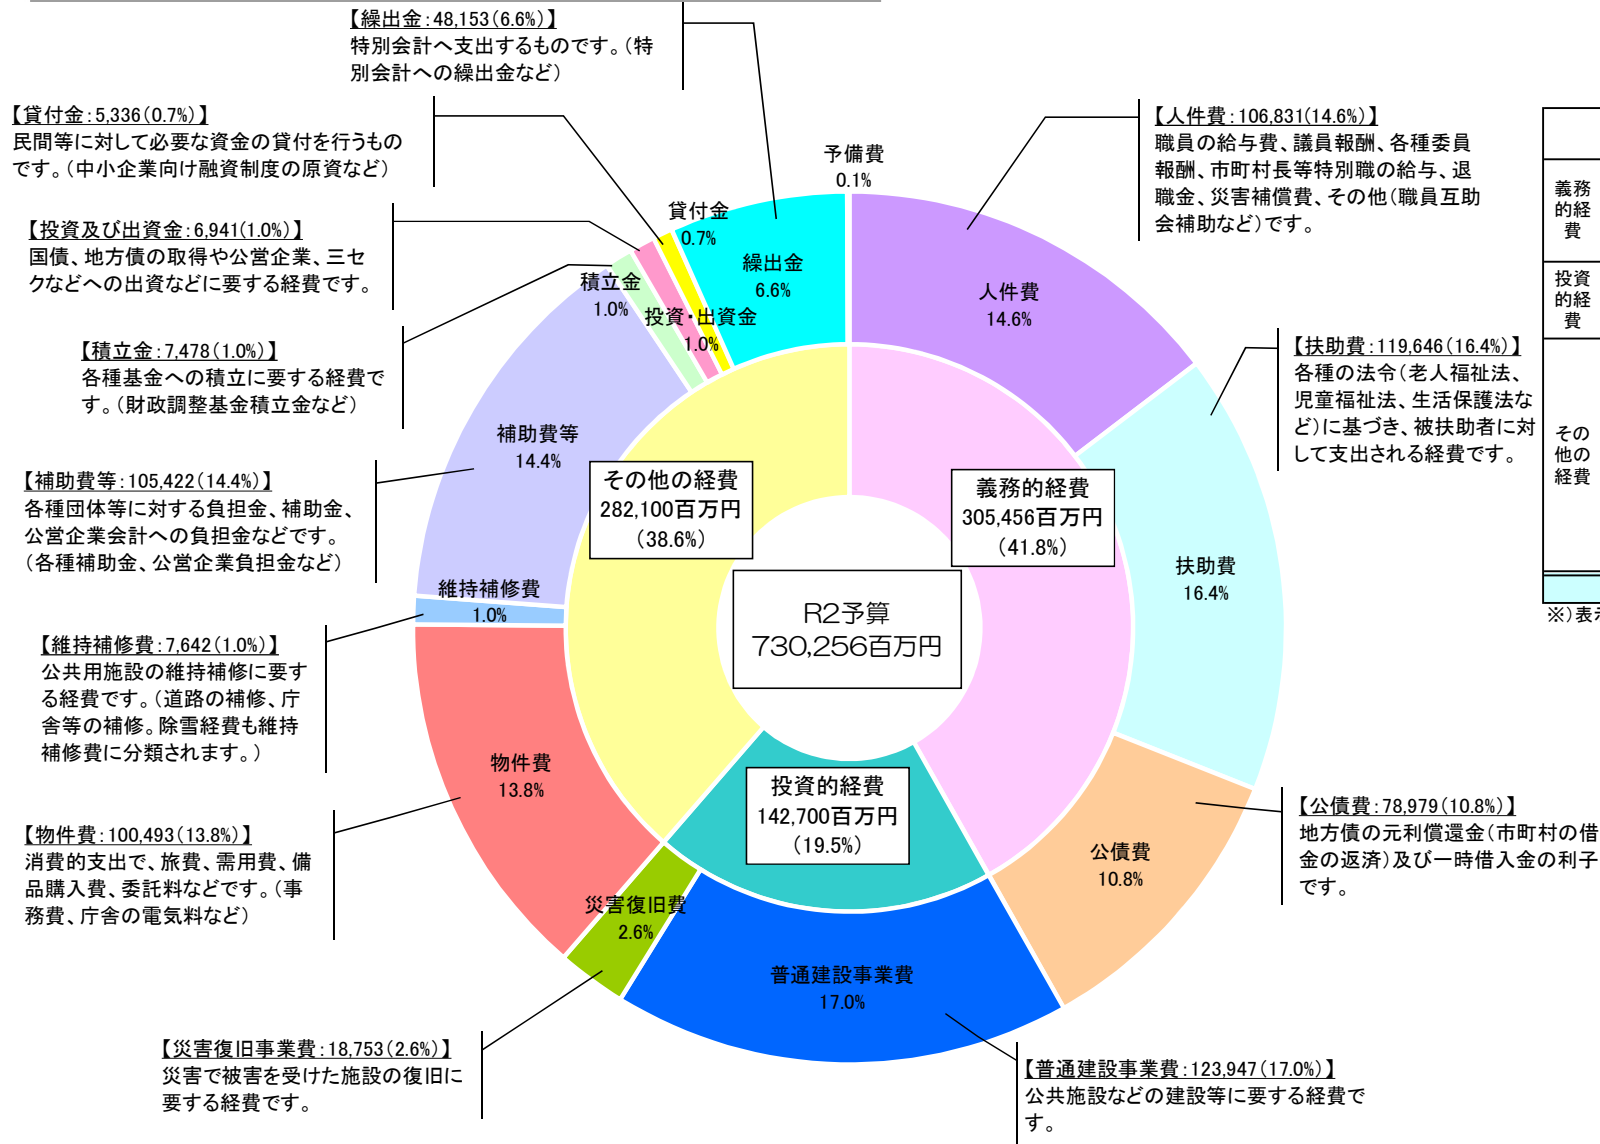 【繰出金：48,153(6.6%)】
特別会計へ支出するものです。(特
別会計への繰出金など)
【貸付金：5,336(0.7%)】
民間等に対して必要な資金の貸付を行うもの
です。(中小企業向け融資制度の原資など)
【投資及び出資金：6,941(1.0%)】
国債、地方債の取得や公営企業、三セ
クなどへの出資などに要する経費です。
【積立金：7,478(1.0%)】
各種基金への積立に要する経費で
す。(財政調整基金積立金など)
【補助費等：105,422(14.4%)】
各種団体等に対する負担金、補助金、
公営企業会計への負担金などです。
(各種補助金、公営企業負担金など)
【維持補修費：7,642(1.0%)】
公共用施設の維持補修に要す
る経費です。(道路の補修、庁
舎等の補修。除雪経費も維持
補修費に分類されます。)
【物件費：100,493(13.8%)】
消費的支出で、旅費、需用費、備
品購入費、委託料などです。(事
務費、庁舎の電気料など)
【災害復旧事業費：18,753(2.6%)】
災害で被害を受けた施設の復旧に
要する経費です。
予備費
0.1%
貸付金
0.7%
繰出金
6.6%
積立金
1.0%
投資・出資金
1.0%
補助費等
14.4%
維持補修費
1.0%
物件費
13.8%
災害復旧費
2.6%
普通建設事業費
17.0%
公債費
10.8%
扶助費
16.4%
人件費
14.6%
その他の経費
282,100百万円
(38.6%)
義務的経費
305,456百万円
(41.8%)
投資的経費
142,700百万円
(19.5%)
R2予算
730,256百万円
【人件費：106,831(14.6%)】
職員の給与費、議員報酬、各種委員
報酬、市町村長等特別職の給与、退
職金、災害補償費、その他(職員互助
会補助など)です。
【扶助費：119,646(16.4%)】
各種の法令(老人福祉法、
児童福祉法、生活保護法な
ど)に基づき、被扶助者に対
して支出される経費です。
【公債費：78,979(10.8%)】
地方債の元利償還金(市町村の借
金の返済)及び一時借入金の利子
です。
【普通建設事業費：123,947(17.0%)】
公共施設などの建設等に要する経費で
す。
義務
的経
費
投資
的経
費
その
他の
経費
※)表示